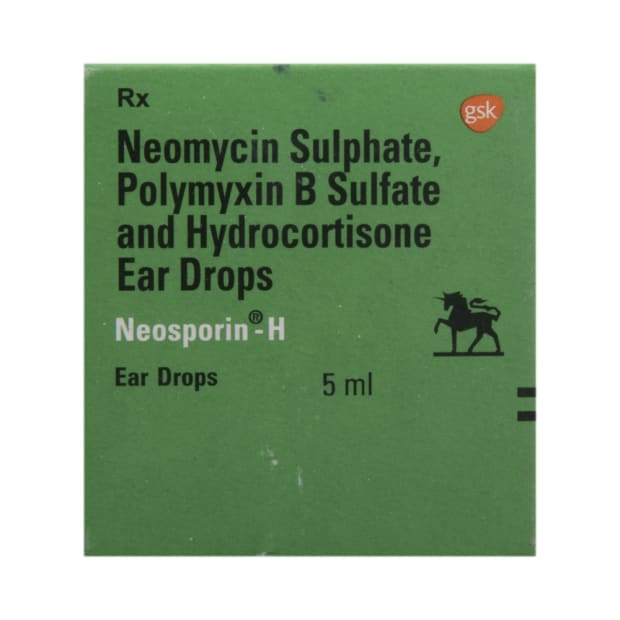 Rx
gsk
Neomycin Sulphate,
Polymyxin B Sulfate
and Hydrocortisone
Ear Drops
Neosporin®-H
Ear Drops
5 ml